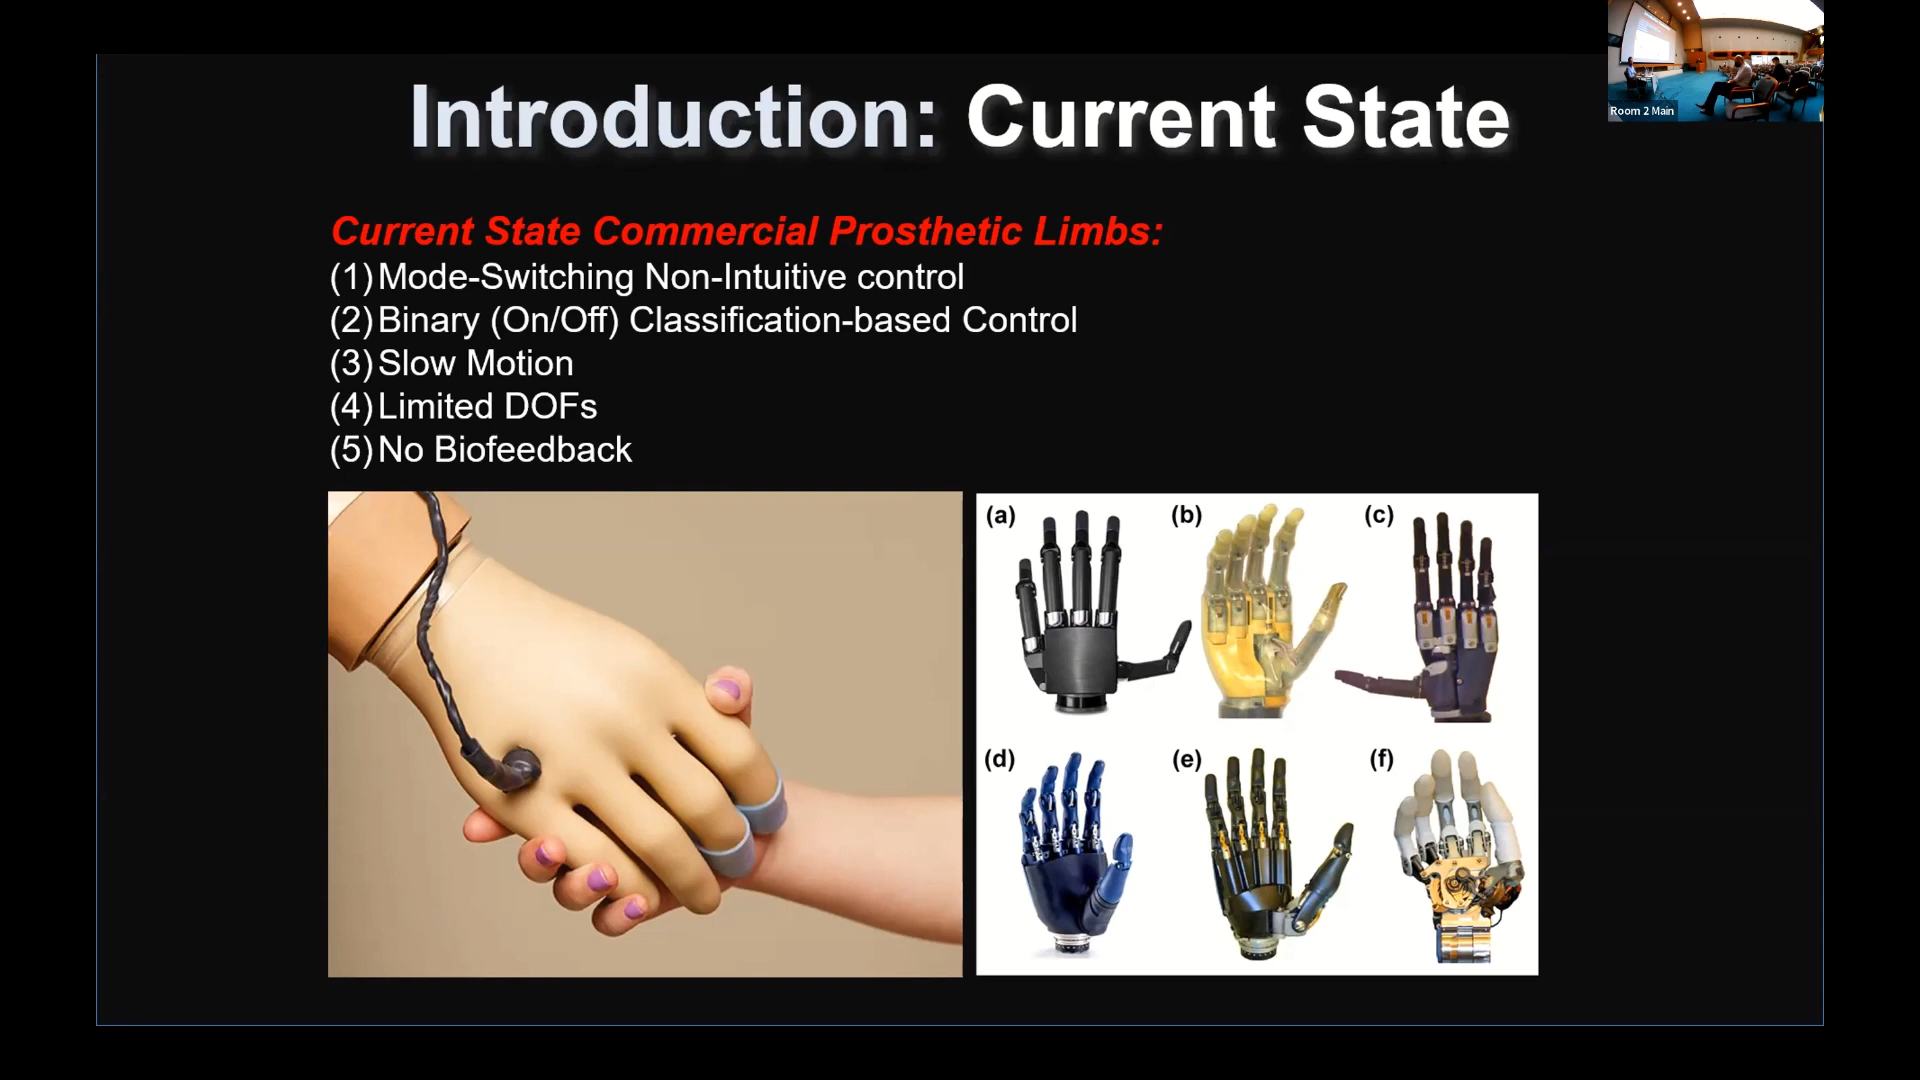 Introduction: Current State
Room 2 Main
Current State Commercial Prosthetic Limbs:
(1) Mode-Switching Non-Intuitive control
(2) Binary (On/Off) Classification-based Control
(3) Slow Motion
(4) Limited DOFs
(5) No Biofeedback
(a) (b) (c)
(d) (e) (f)